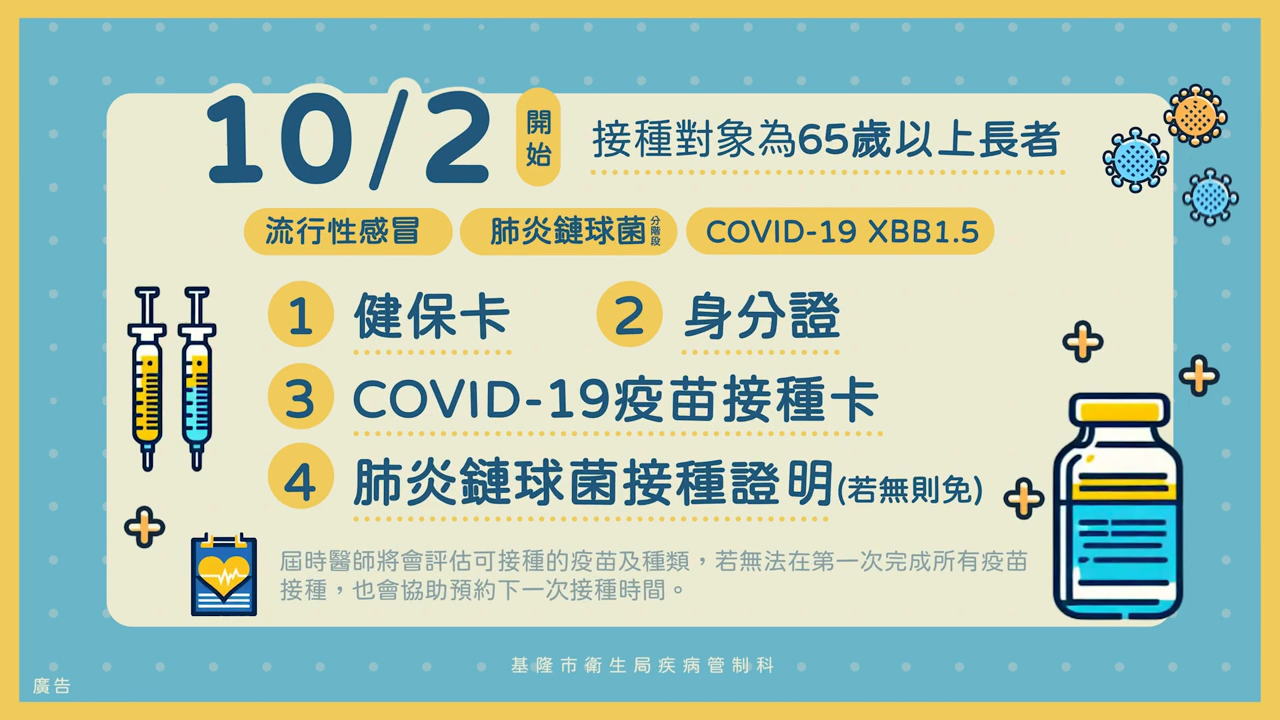 10/2 開始 接種對象為65歲以上長者
流行性感冒 肺炎鏈球菌分階段 COVID-19 XBB1.5
1 健保卡 2 身分證
3 COVID-19疫苗接種卡
4 肺炎鏈球菌接種證明(若無則免)
屆時醫師將會評估可接種的疫苗及種類，若無法在第一次完成所有疫苗
接種，也會協助預約下一次接種時間。
基隆市衛生局疾病管制科
廣告